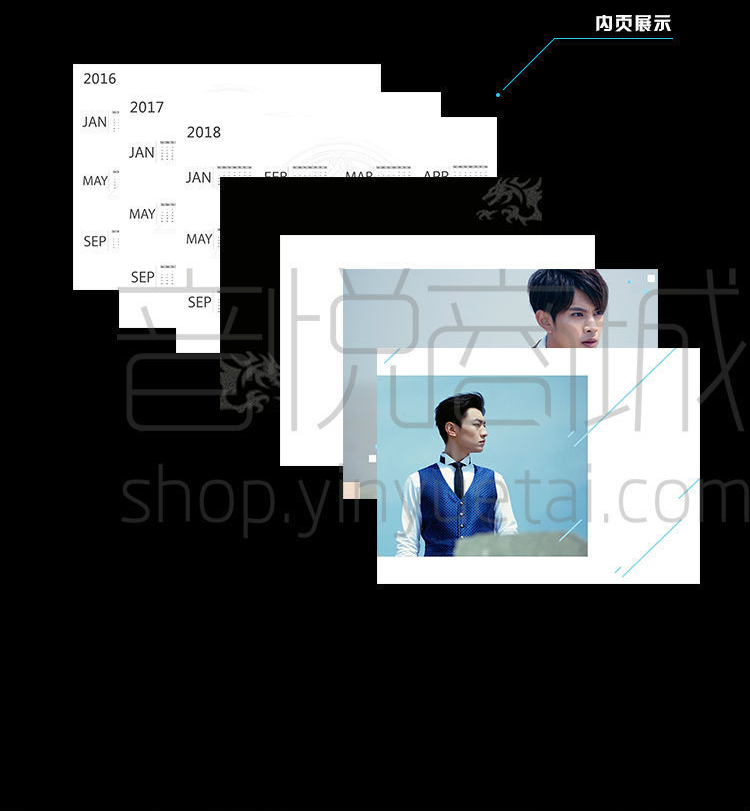 内页展示
2016
JAN
MAY
SEP
2017
JAN
MAY
SEP
2018
JAN FEB MAR APR
MAY
SEP
音悦商城
shop.yinyuetai.com